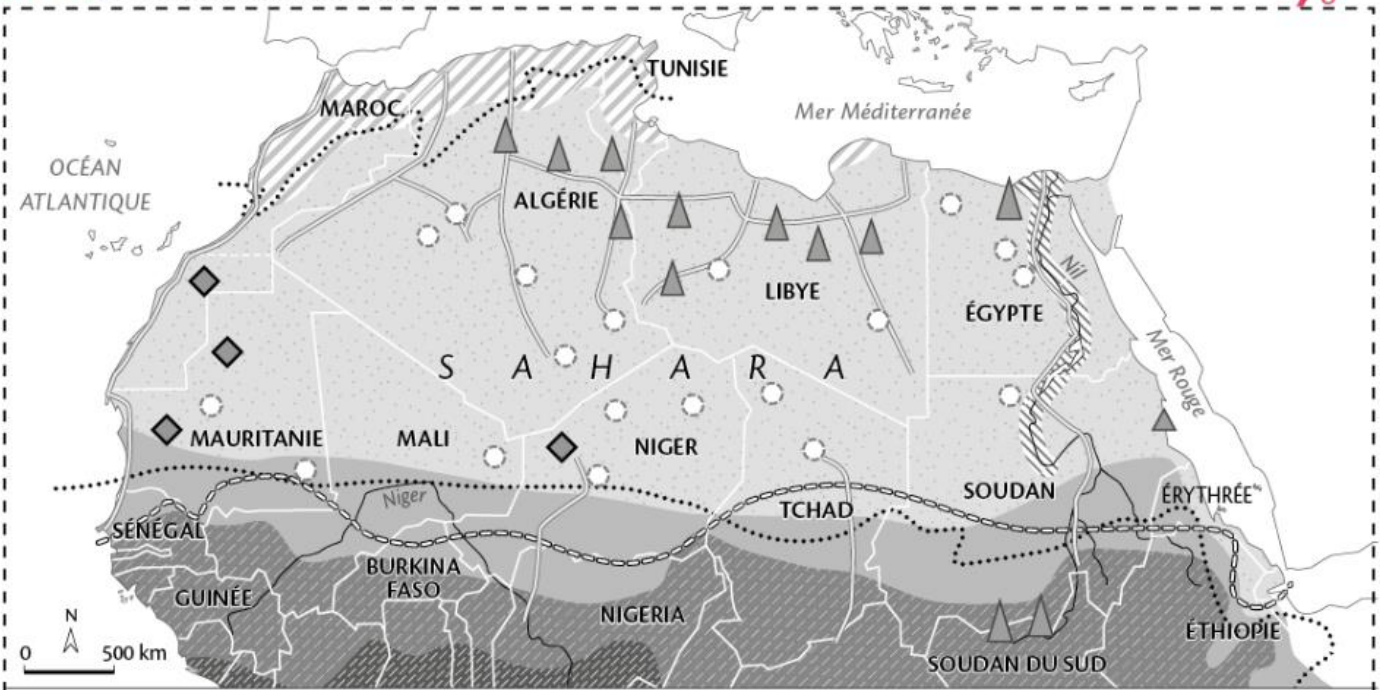 TUNISIE
MAROC
Mer Méditerranée
OCÉAN
ATLANTIQUE
ALGÉRIE
LIBYE
ÉGYPTE
Nil
SAHARA
Mer Rouge
MAURITANIE
MALI
NIGER
SOUDAN
ÉRYTHRÉE
Niger
TCHAD
SÉNÉGAL
BURKINA
FASO
GUINÉE
NIGERIA
ÉTHIOPIE
SOUDAN DU SUD
N
0 500 km